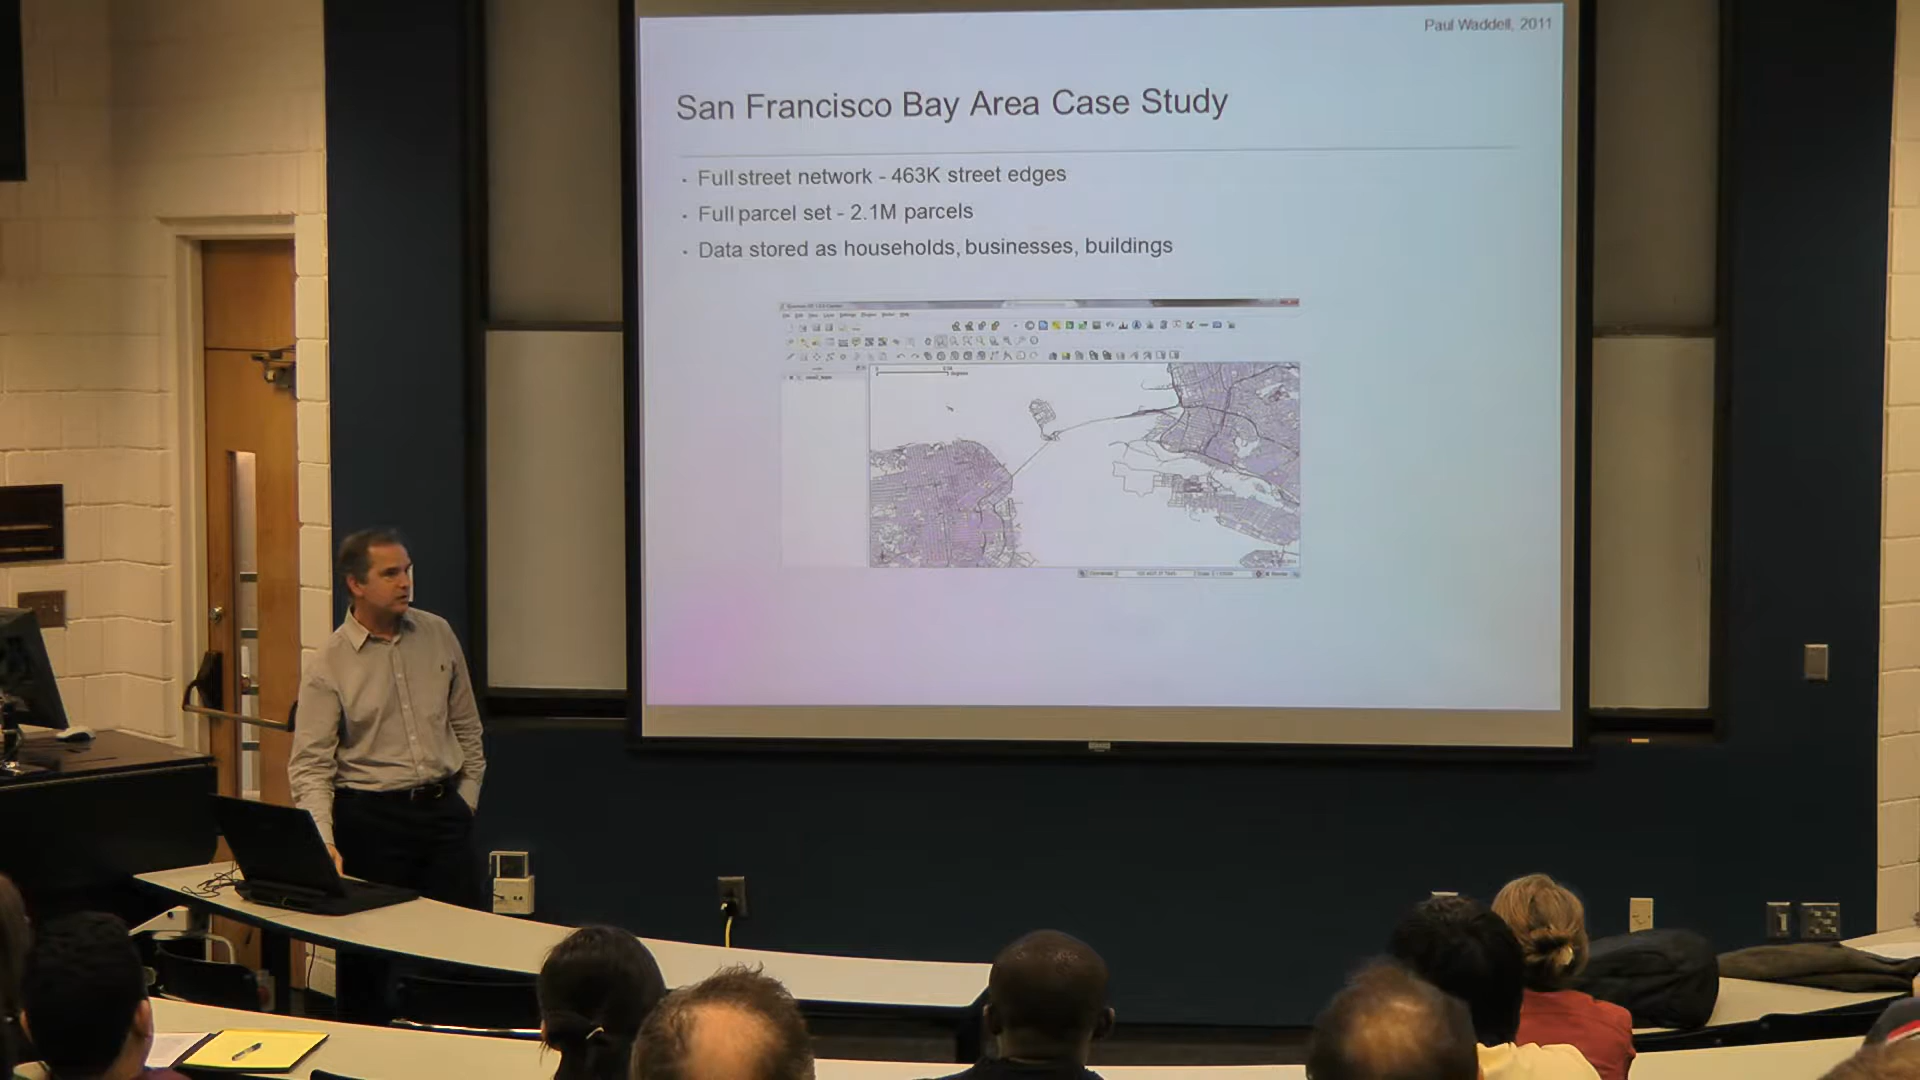 Paul Waddell, 2011
San Francisco Bay Area Case Study
· Full street network - 463K street edges
· Full parcel set - 2.1M parcels
· Data stored as households, businesses, buildings